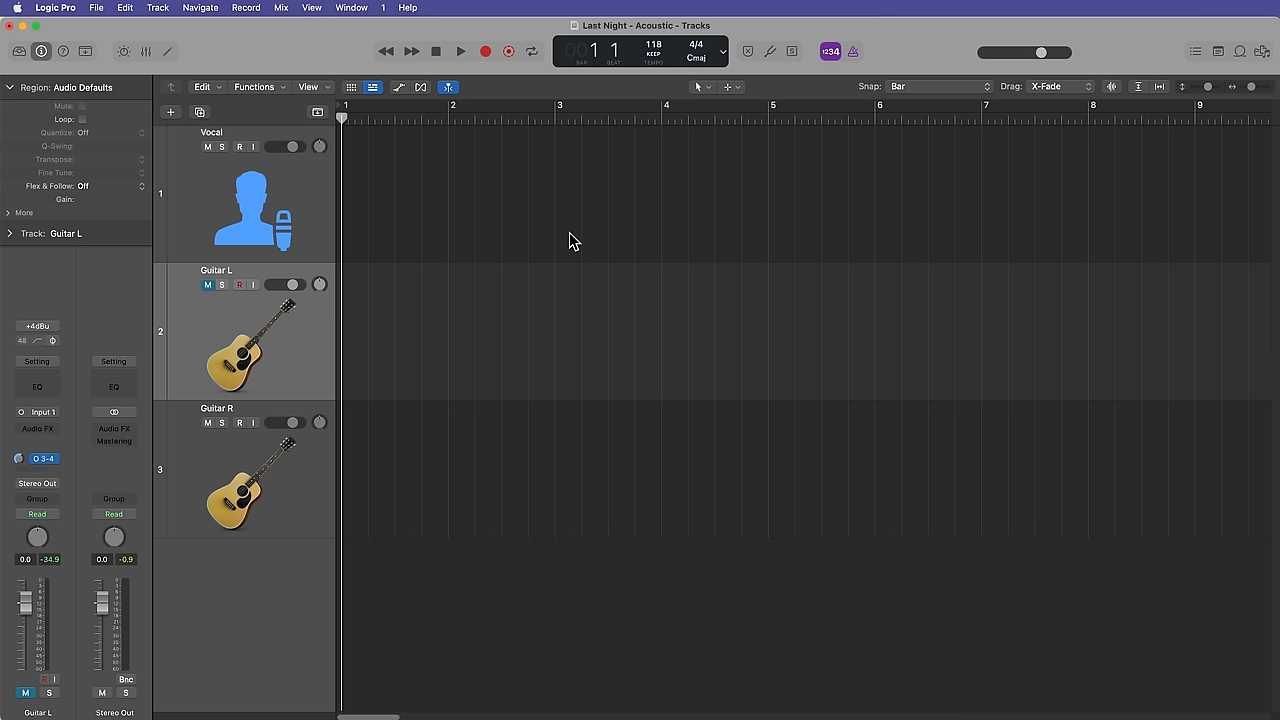 Logic Pro File Edit Track Navigate Record Mix View Window 1 Help
Last Night - Acoustic - Tracks
001 1 118 4/4
KEEP
Cmaj
BAR BEAT TEMPO
1234
Region: Audio Defaults
Edit Functions View
Snap: Bar Drag: X-Fade
Mute:
Loop:
Quantize: Off
Q-Swing:
Transpose:
Fine Tune:
Flex & Follow: Off
Gain:
More
Track: Guitar L
1 2 3 4 5 6 7 8 9
1
Vocal
M S R I
2
Guitar L
M S R I
3
Guitar R
M S R I
+4dBu
48
Setting Setting
EQ EQ
Input 1
Audio FX Audio FX
Mastering
3-4
Stereo Out
Group Group
Read Read
0.0 -34.9 0.0 -0.9
R I Bnc
M S M S
Guitar L Stereo Out